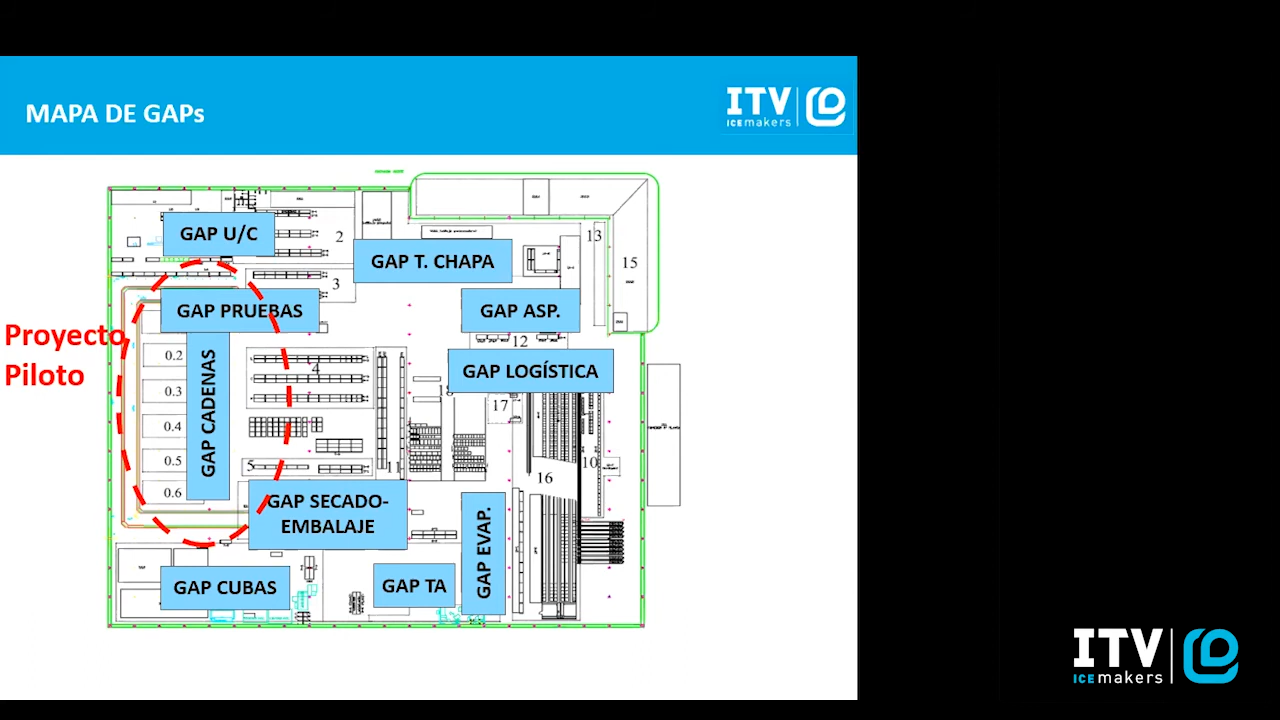 MAPA DE GAPs
ITV
ICEmakers
GAP U/C
2
GAP T. CHAPA
13
15
3
GAP PRUEBAS
GAP ASP.
Proyecto
Piloto
12
0.2
GAP CADENAS
4
GAP LOGÍSTICA
0.3
17
0.4
0.5
5
11
16
10
0.6
GAP SECADO-
EMBALAJE
GAP EVAP.
GAP CUBAS
GAP TA
ITV
ICEmakers